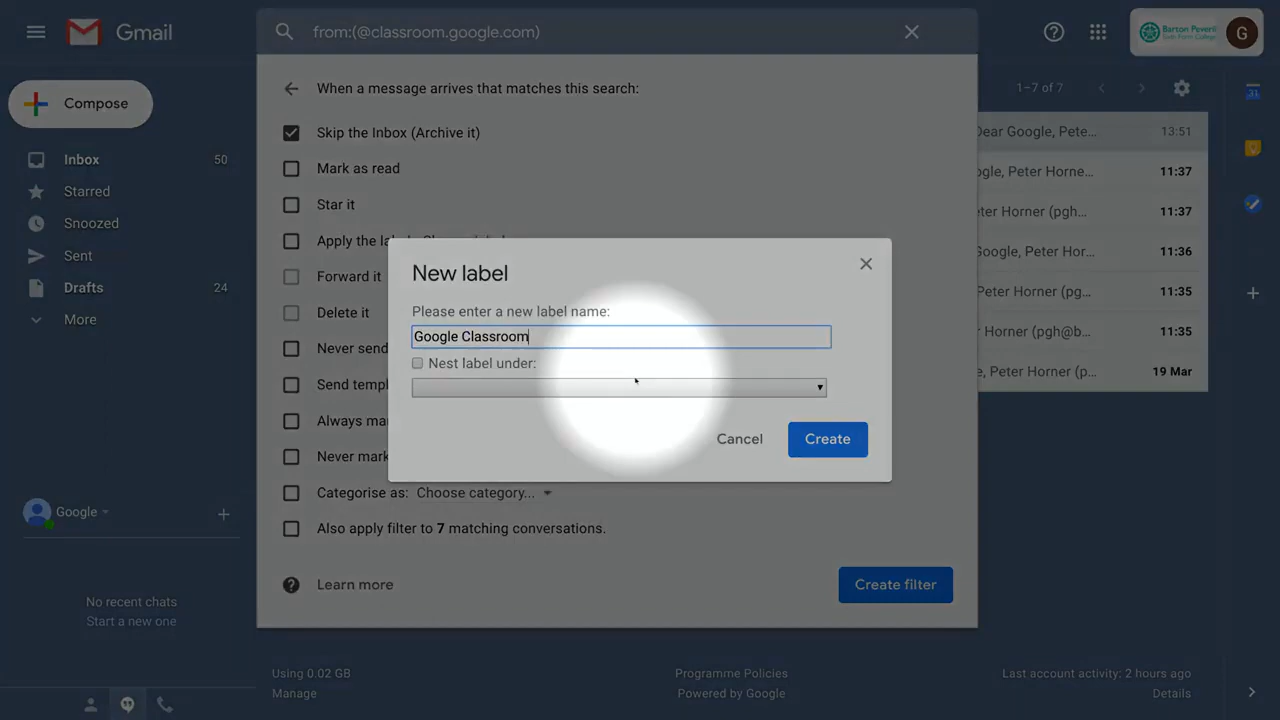 Gmail
from:(@classroom.google.com)
Barton Peveril
Sixth Form College
G
Compose
When a message arrives that matches this search:
1–7 of 7
31
Inbox 50
Starred
Snoozed
Sent
Drafts 24
More
Skip the Inbox (Archive it)
Mark as read
Star it
Apply the
Forward it
Delete it
Never send
Send templ
Always ma
Never mark
Categorise as: Choose category...
Also apply filter to 7 matching conversations.
Learn more
Create filter
New label
Please enter a new label name:
Google Classroom
Nest label under:
Cancel
Create
Dear Google, Pete... 13:51
ogle, Peter Horne... 11:37
eter Horner (pgh... 11:37
Google, Peter Hor... 11:36
, Peter Horner (pg... 11:35
Horner (pgh@b... 11:35
, Peter Horner (p... 19 Mar
Google
No recent chats
Start a new one
Using 0.02 GB
Manage
Programme Policies
Powered by Google
Last account activity: 2 hours ago
Details